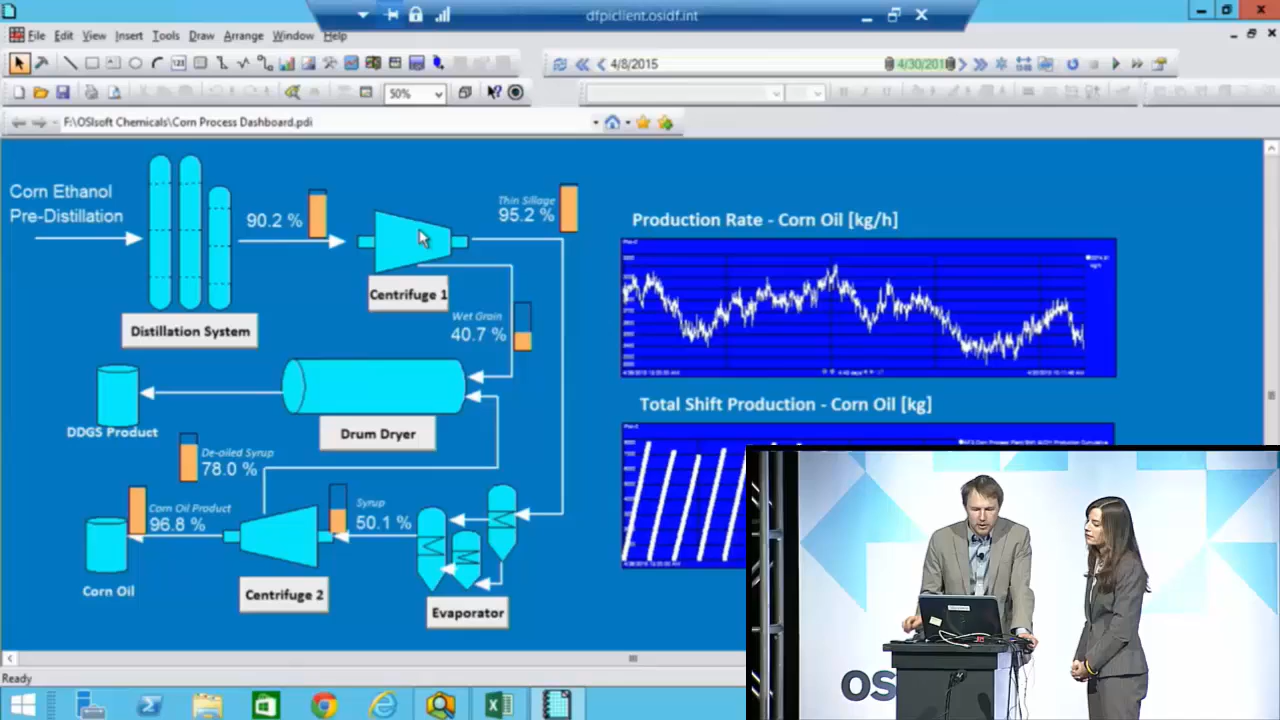 dfpiclient.osidf.int
File Edit View Insert Tools Draw Arrange Window Help
4/8/2015
4/30/201
50%
F:\OSIsoft Chemicals\Corn Process Dashboard.pdi
Corn Ethanol
Pre-Distillation
90.2 %
Thin Sillage
95.2 %
Production Rate - Corn Oil [kg/h]
Centrifuge 1
Distillation System
Wet Grain
40.7 %
DDGS Product
Drum Dryer
Total Shift Production - Corn Oil [kg]
De-oiled Syrup
78.0 %
Corn Oil Product
96.8 %
Syrup
50.1 %
Corn Oil
Centrifuge 2
Evaporator
OS
Ready